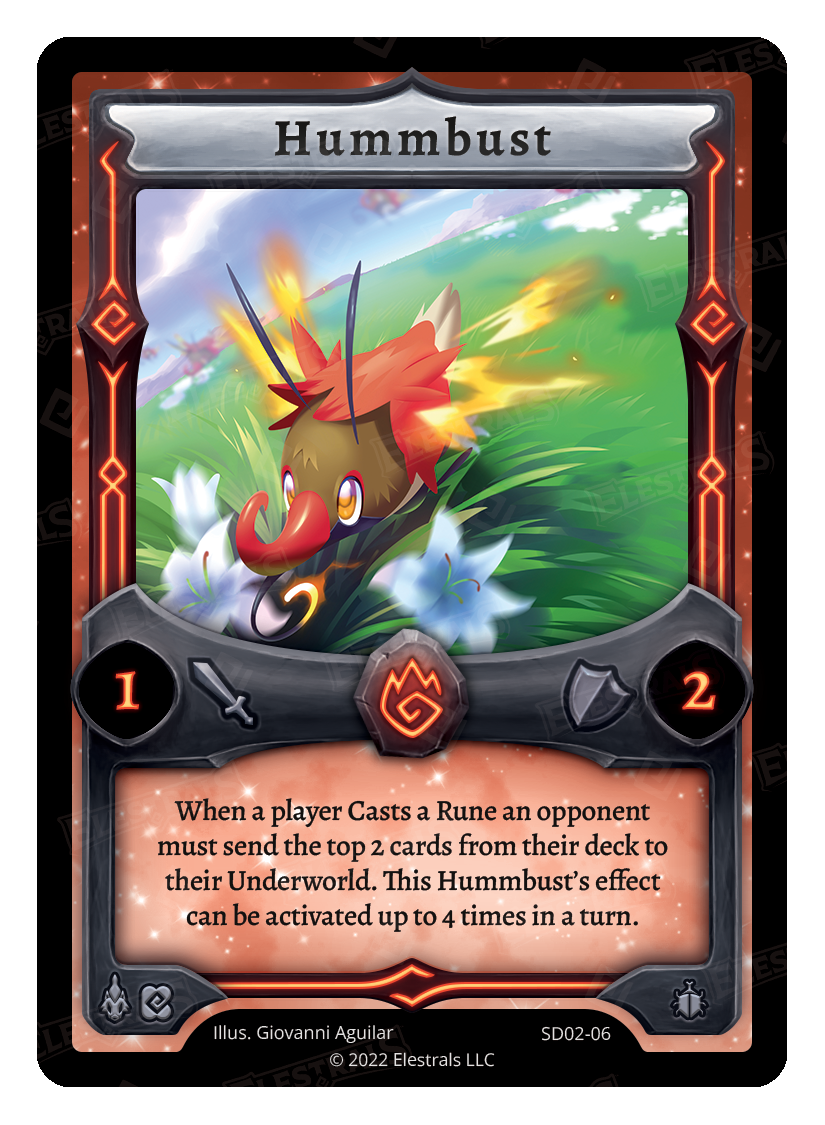 Hummbust
1
2
When a player Casts a Rune an opponent
must send the top 2 cards from their deck to
their Underworld. This Hummbust's effect
can be activated up to 4 times in a turn.
Illus. Giovanni Aguilar
SD02-06
© 2022 Elestrals LLC